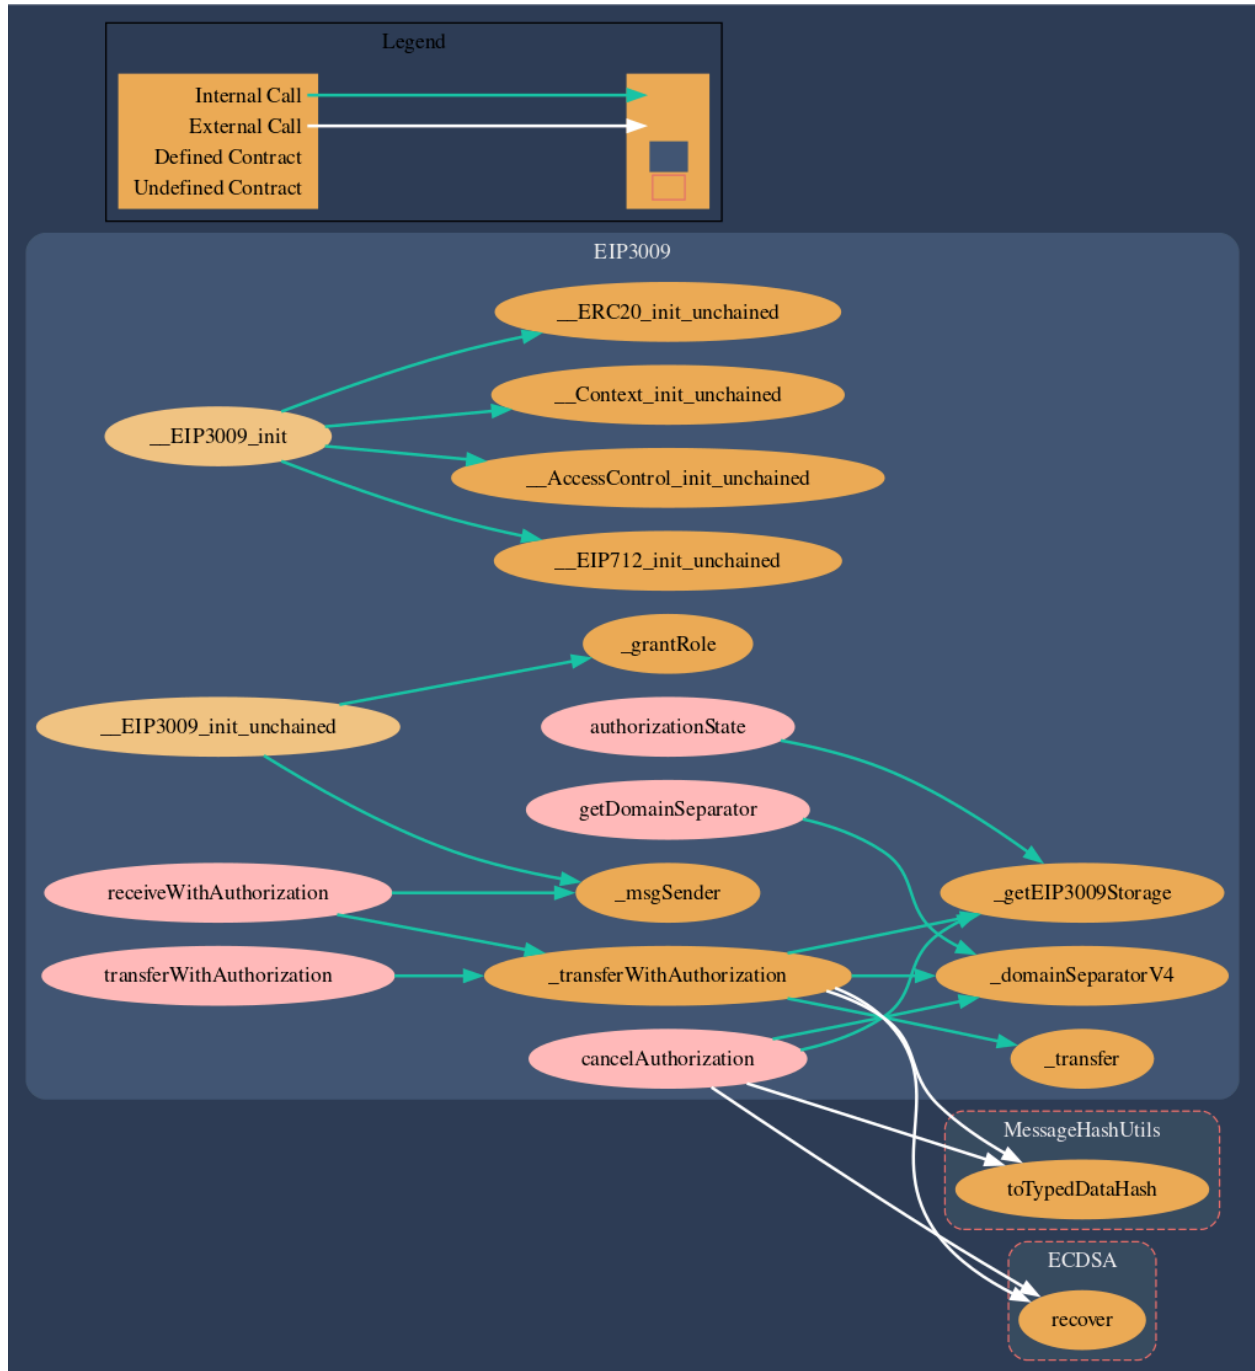 Legend
Internal Call
External Call
Defined Contract
Undefined Contract
EIP3009
__ERC20_init_unchained
__Context_init_unchained
__EIP3009_init
__AccessControl_init_unchained
__EIP712_init_unchained
_grantRole
__EIP3009_init_unchained
authorizationState
getDomainSeparator
receiveWithAuthorization
_msgSender
_getEIP3009Storage
transferWithAuthorization
_transferWithAuthorization
_domainSeparatorV4
cancelAuthorization
_transfer
MessageHashUtils
toTypedDataHash
ECDSA
recover